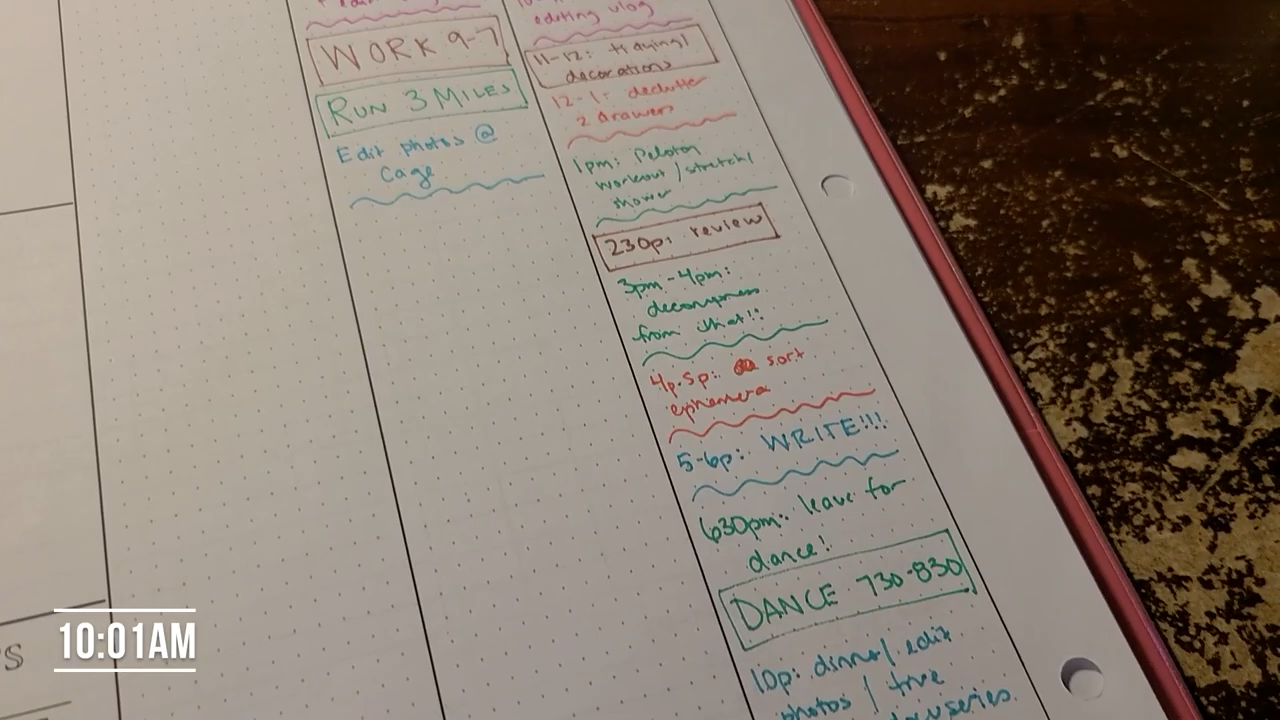 WORK 9-7
RUN 3 MILES
Edit photos @
Cage
editing vlog
11-12:
decorations
12-1: declutter
2 drawers
1pm: Peloton
workout / stretch /
shower
230p: review
3pm-4pm:
decompress
from that!!
4p-5p: sort
ephemera
5-6p: WRITE!!!
630pm: leave for
dance!
DANCE 730-830
10p: dinner / edit
photos / true
series.
10:01AM
S